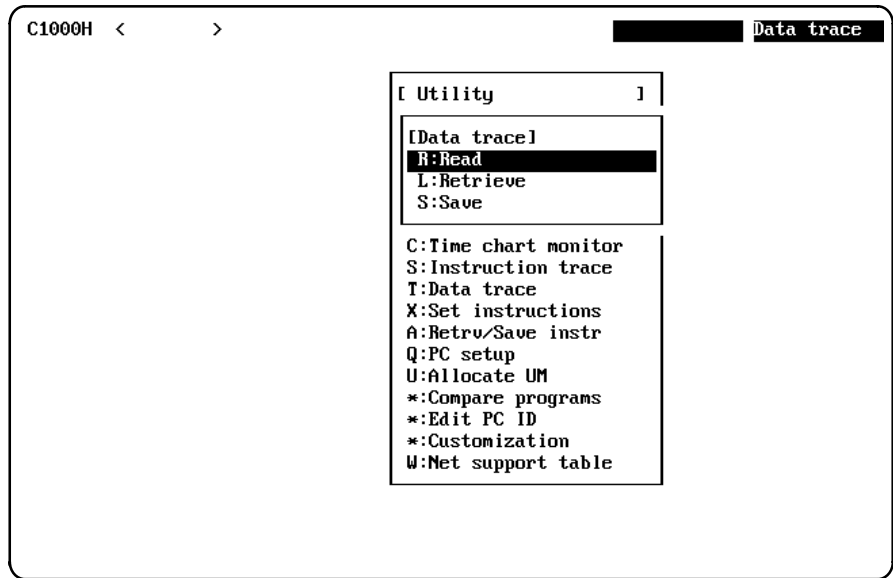 C1000H < > Data trace
[ Utility ]
[Data trace]
R:Read
L:Retrieve
S:Save
C:Time chart monitor
S:Instruction trace
T:Data trace
X:Set instructions
A:Retrv/Save instr
Q:PC setup
U:Allocate UM
*:Compare programs
*:Edit PC ID
*:Customization
W:Net support table